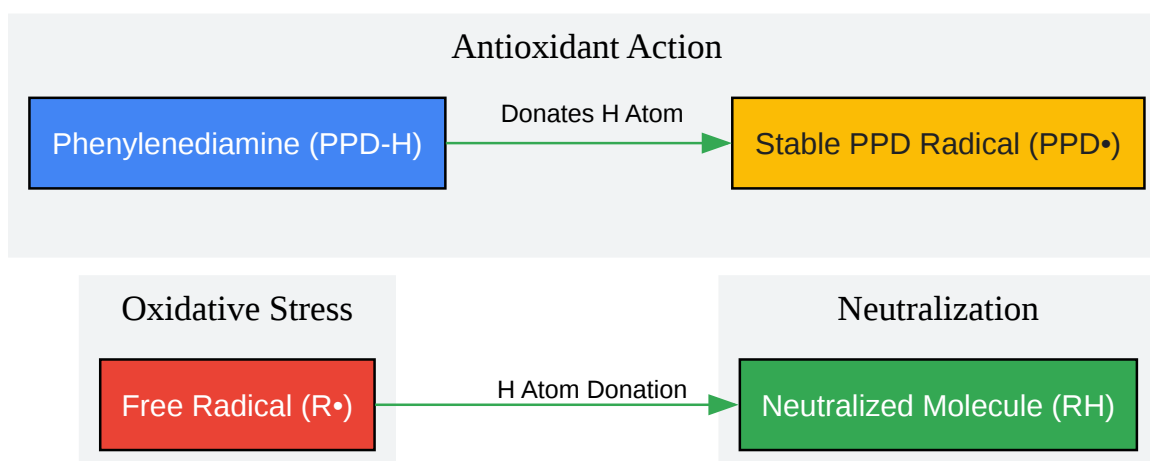 Antioxidant Action
Phenylenediamine (PPD-H)
Donates H Atom
Stable PPD Radical (PPD•)
Oxidative Stress
Neutralization
Free Radical (R•)
H Atom Donation
Neutralized Molecule (RH)